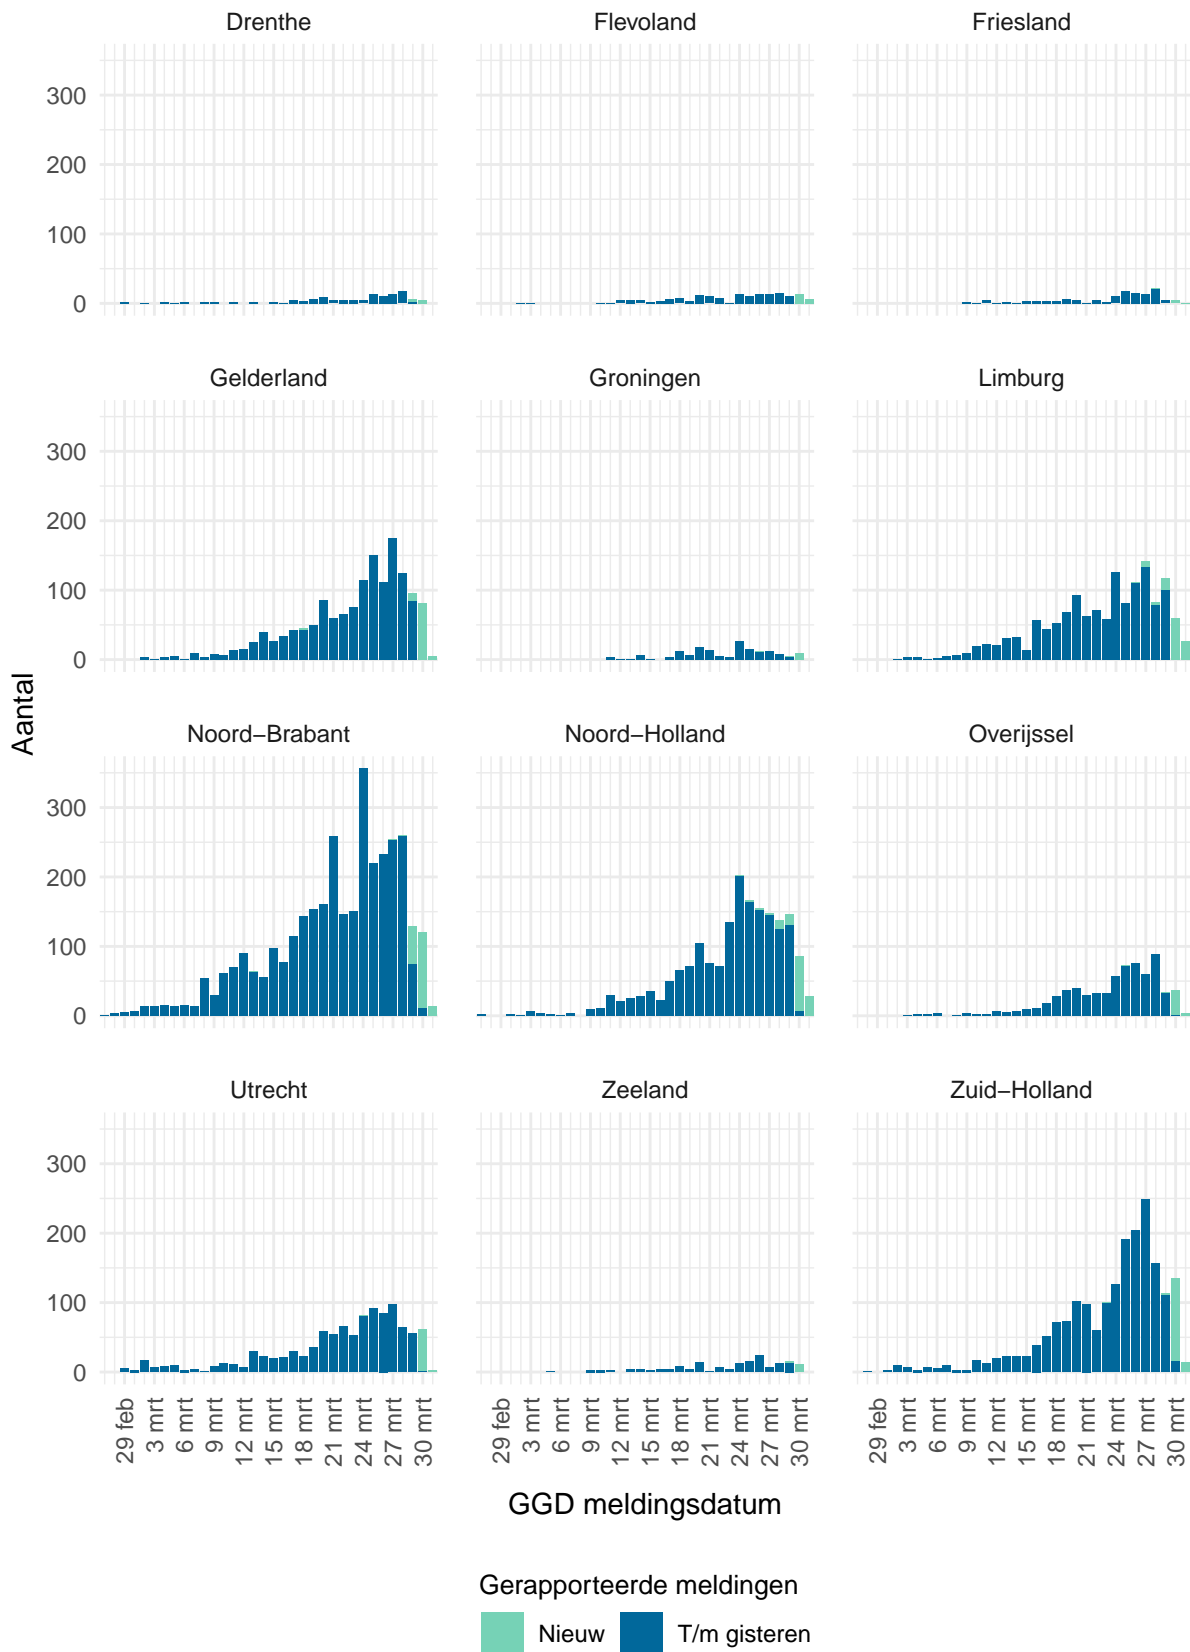 Drenthe
Flevoland
Friesland
300
200
100
0
Gelderland
Groningen
Limburg
300
200
100
0
Aantal
Noord−Brabant
Noord−Holland
Overijssel
300
200
100
0
Utrecht
Zeeland
Zuid−Holland
300
200
100
0
29 feb
3 mrt
6 mrt
9 mrt
12 mrt
15 mrt
18 mrt
21 mrt
24 mrt
27 mrt
30 mrt
29 feb
3 mrt
6 mrt
9 mrt
12 mrt
15 mrt
18 mrt
21 mrt
24 mrt
27 mrt
30 mrt
29 feb
3 mrt
6 mrt
9 mrt
12 mrt
15 mrt
18 mrt
21 mrt
24 mrt
27 mrt
30 mrt
GGD meldingsdatum
Gerapporteerde meldingen
Nieuw
T/m gisteren